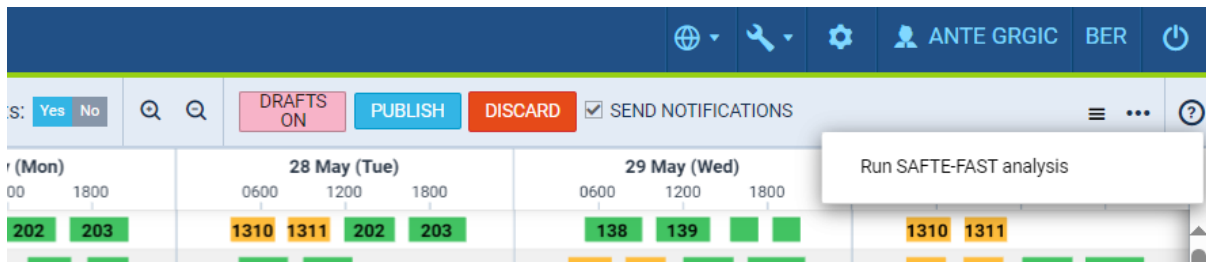 ANTE GRGIC BER
Yes No DRAFTS ON PUBLISH DISCARD SEND NOTIFICATIONS
Run SAFTE-FAST analysis
(Mon) 28 May (Tue) 29 May (Wed)
1800 0600 1200 1800 0600 1200 1800
202 203 1310 1311 202 203 138 139 1310 1311